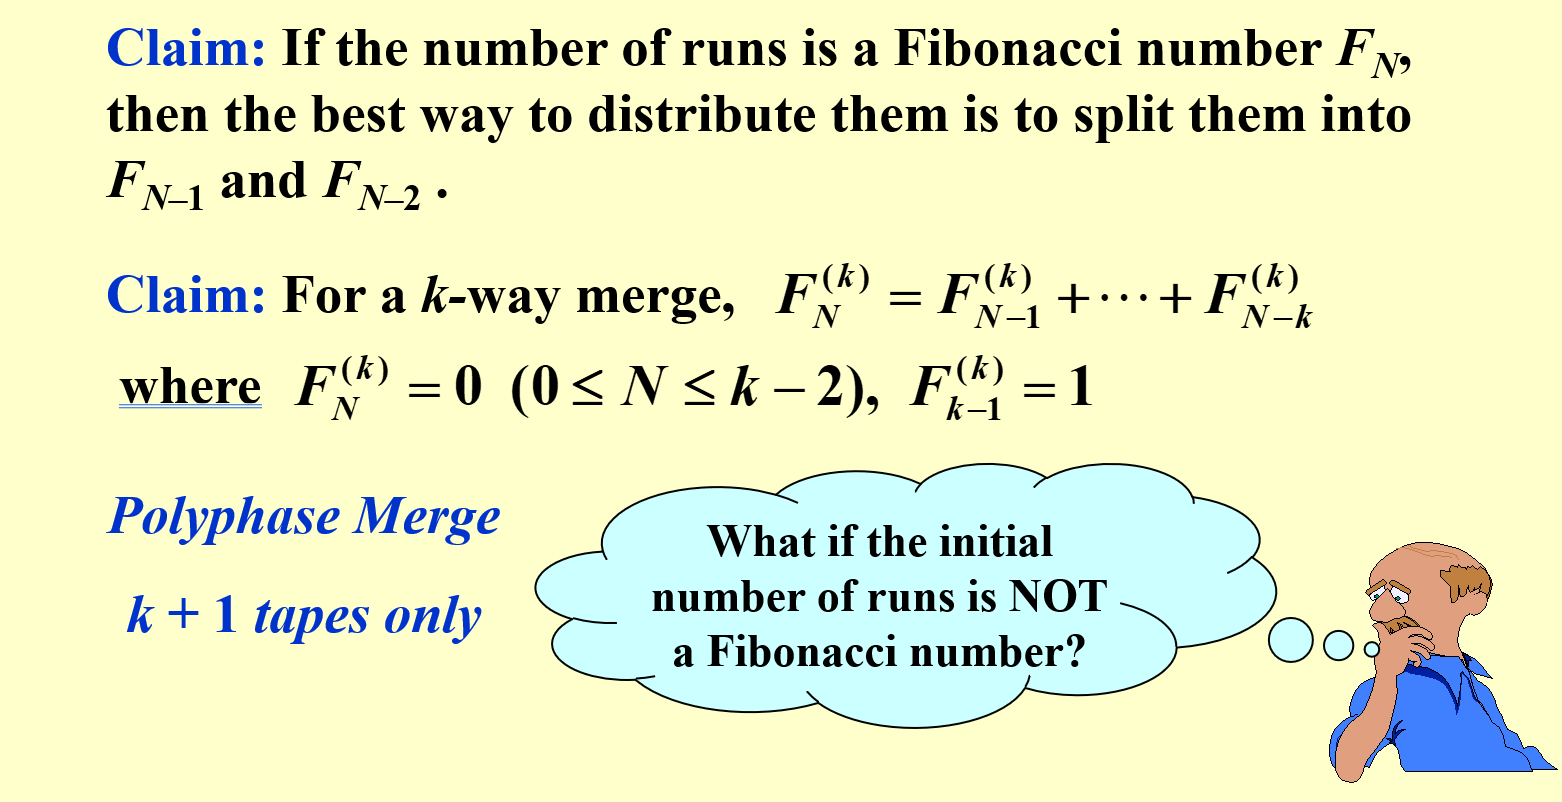 Claim: If the number of runs is a Fibonacci number F_N,
then the best way to distribute them is to split them into
F_{N–1} and F_{N–2} .
Claim: For a k-way merge, F_N^{(k)} = F_{N−1}^{(k)} + ⋯ + F_{N−k}^{(k)}
where F_N^{(k)} = 0 (0 ≤ N ≤ k − 2), F_{k−1}^{(k)} = 1
Polyphase Merge
k + 1 tapes only
What if the initial
number of runs is NOT
a Fibonacci number?